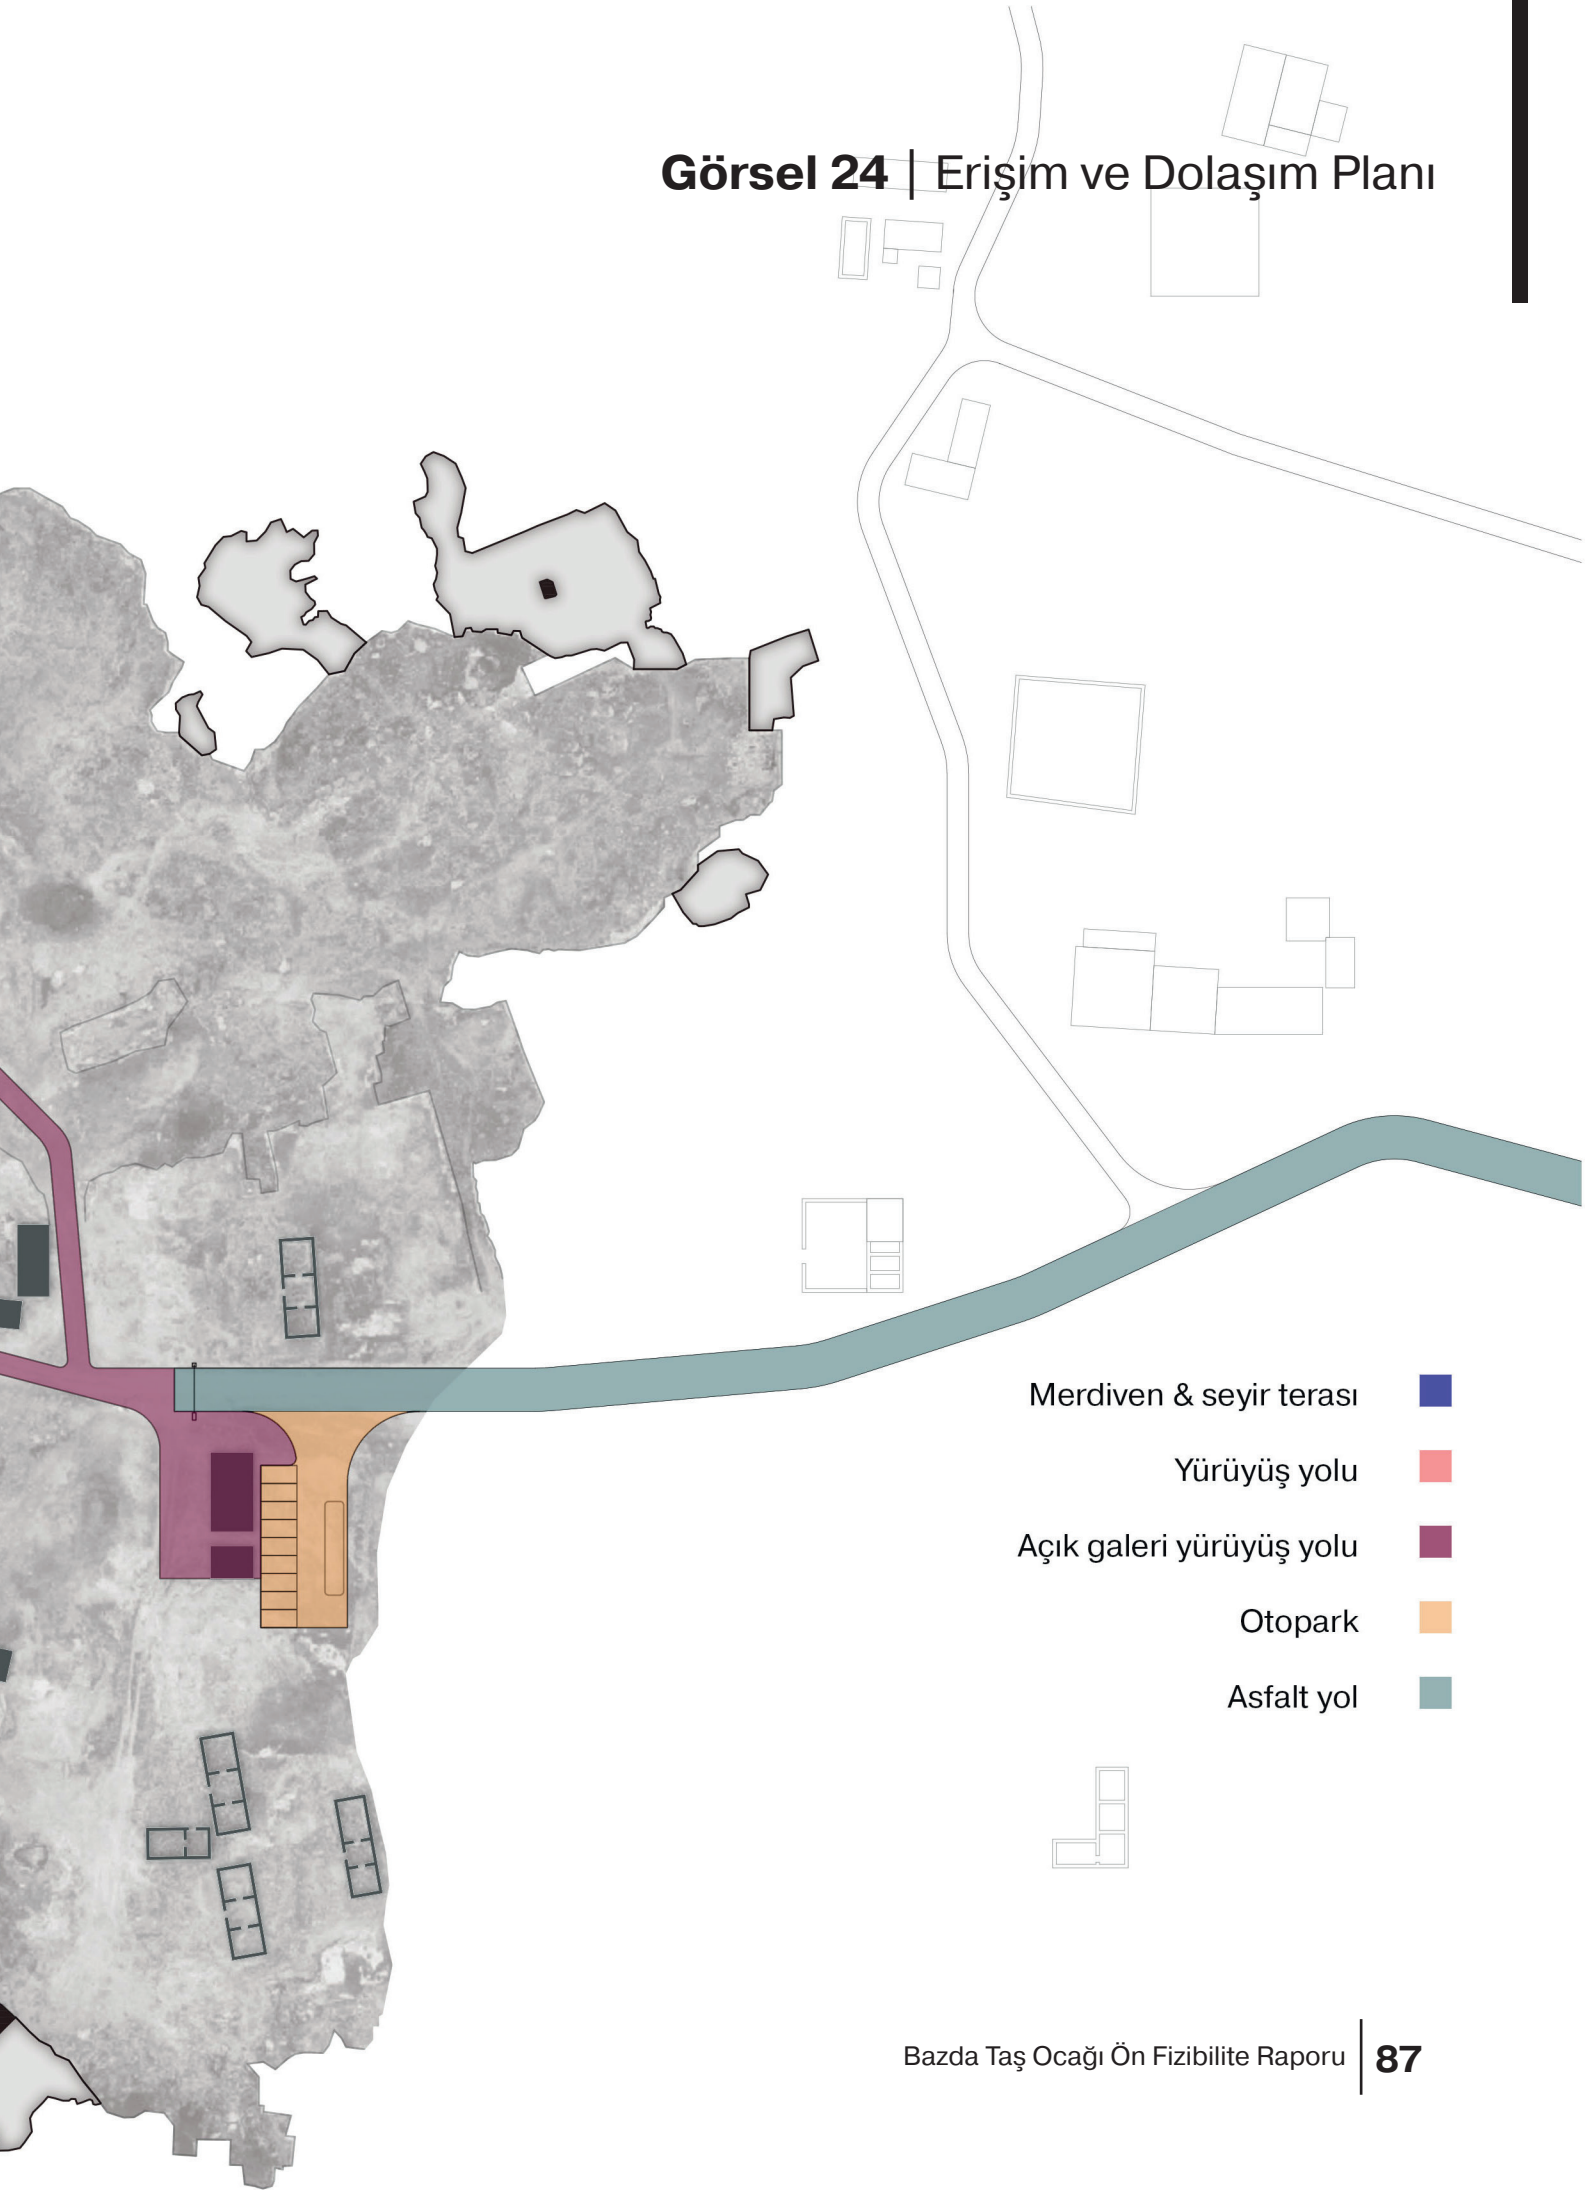 Görsel 24 | Erişim ve Dolaşım Planı
Merdiven & seyir terası
Yürüyüş yolu
Açık galeri yürüyüş yolu
Otopark
Asfalt yol
Bazda Taş Ocağı Ön Fizibilite Raporu | 87